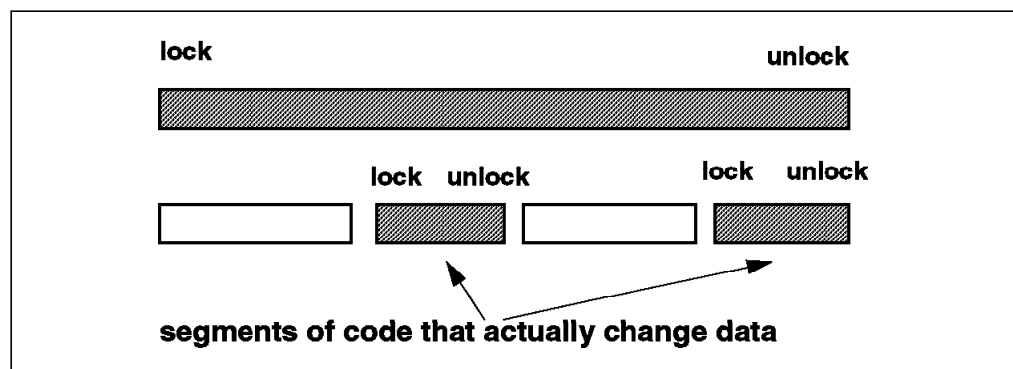 lock unlock
lock unlock lock unlock
segments of code that actually change data